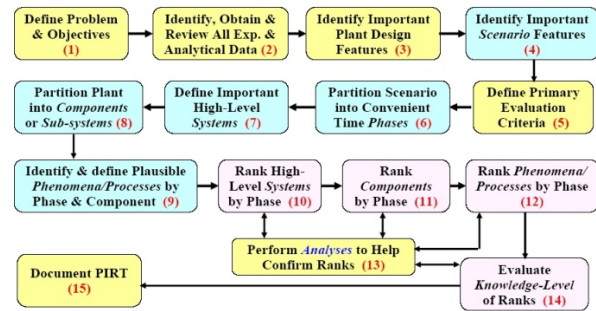 Define Problem
& Objectives
(1)
Identify, Obtain &
Review All Exp. &
Analytical Data (2)
Identify Important
Plant Design
Features (3)
Identify Important
Scenario Features
(4)
Partition Plant
into Components
or Sub-systems (8)
Define Important
High-Level
Systems (7)
Partition Scenario
into Convenient
Time Phases (6)
Define Primary
Evaluation
Criteria (5)
Identify & define Plausible
Phenomena/Processes by
Phase & Component (9)
Rank High-
Level Systems
by Phase (10)
Rank
Components
by Phase (11)
Rank Phenomena/
Processes by Phase
(12)
Perform Analyses to Help
Confirm Ranks (13)
Document PIRT
(15)
Evaluate
Knowledge-Level
of Ranks (14)